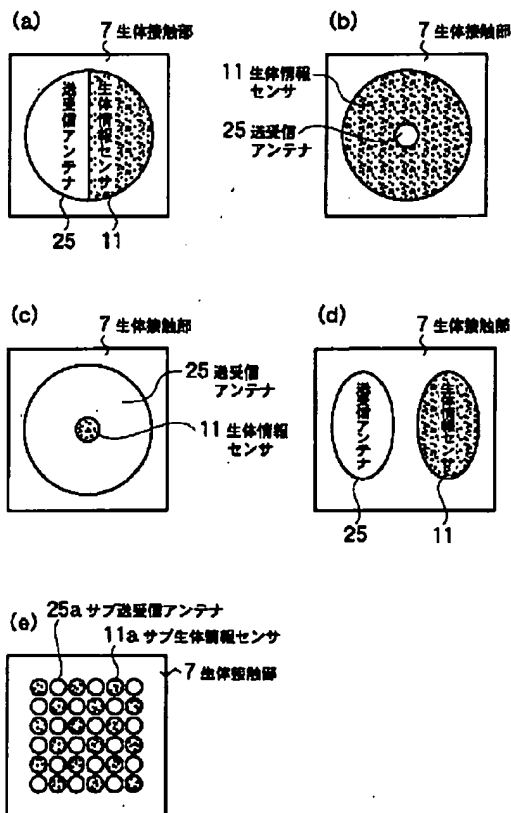 (a)
7 生体接触部
送受信アンテナ
生体情報センサ
25
11
(b)
7 生体接触部
11 生体情報
センサ
25 送受信
アンテナ
(c)
7 生体接触部
25 送受信
アンテナ
11 生体情報
センサ
(d)
7 生体接触部
送受信アンテナ
生体情報センサ
25
11
(e)
25a サブ送受信アンテナ
11a サブ生体情報センサ
7 生体接触部